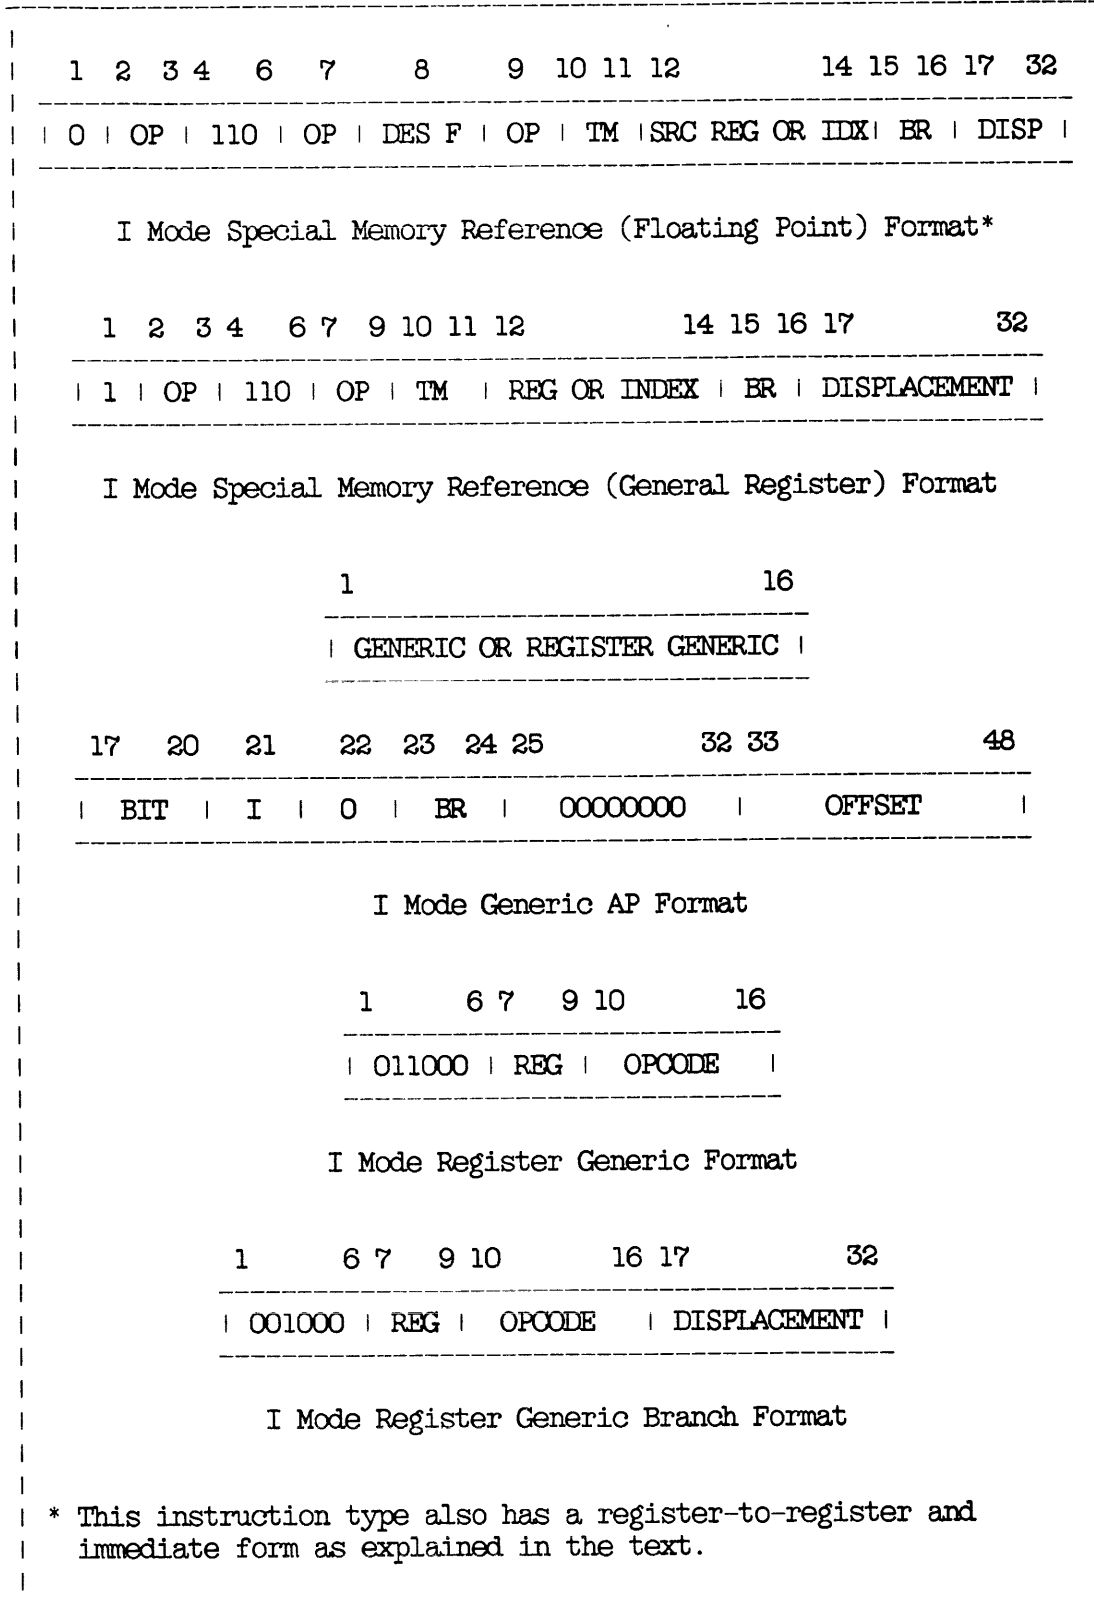 1 2 3 4 6 7 8 9 10 11 12 14 15 16 17 32
| 0 | OP | 110 | OP | DES F | OP | TM |SRC REG OR IDX| BR | DISP |
I Mode Special Memory Reference (Floating Point) Format*
1 2 3 4 6 7 9 10 11 12 14 15 16 17 32
| 1 | OP | 110 | OP | TM | REG OR INDEX | BR | DISPLACEMENT |
I Mode Special Memory Reference (General Register) Format
1 16
| GENERIC OR REGISTER GENERIC |
17 20 21 22 23 24 25 32 33 48
| BIT | I | 0 | BR | 00000000 | OFFSET |
I Mode Generic AP Format
1 6 7 9 10 16
| 011000 | REG | OPCODE |
I Mode Register Generic Format
1 6 7 9 10 16 17 32
| 001000 | REG | OPCODE | DISPLACEMENT |
I Mode Register Generic Branch Format
* This instruction type also has a register-to-register and
immediate form as explained in the text.